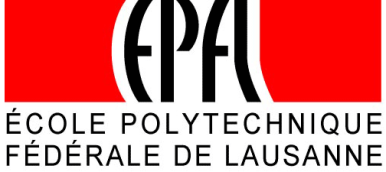 EPFL
ÉCOLE POLYTECHNIQUE
FÉDÉRALE DE LAUSANNE